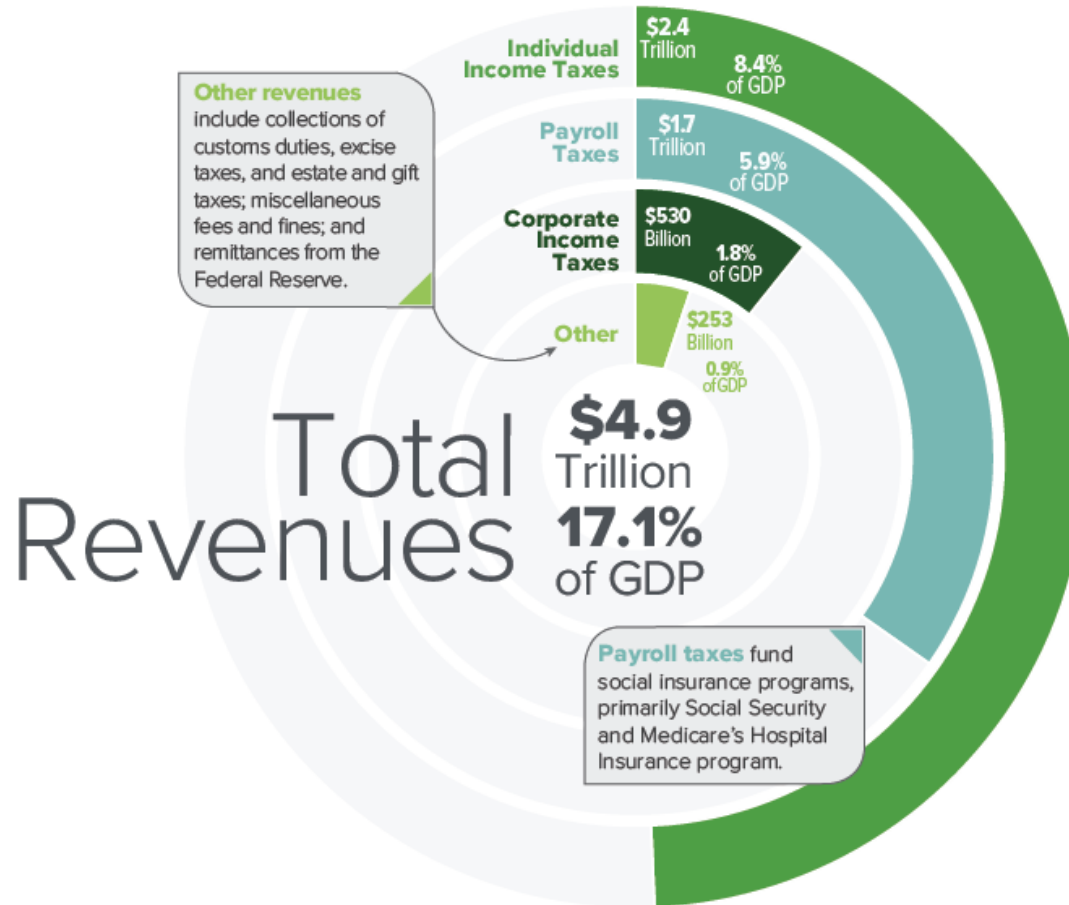 Individual
Income Taxes
$2.4
Trillion
8.4%
of GDP
Other revenues
include collections of
customs duties, excise
taxes, and estate and gift
taxes; miscellaneous
fees and fines; and
remittances from the
Federal Reserve.
Payroll
Taxes
$1.7
Trillion
5.9%
of GDP
Corporate
Income
Taxes
$530
Billion
1.8%
of GDP
Other
$253
Billion
0.9%
of GDP
Total
Revenues
$4.9
Trillion
17.1%
of GDP
Payroll taxes fund
social insurance programs,
primarily Social Security
and Medicare’s Hospital
Insurance program.